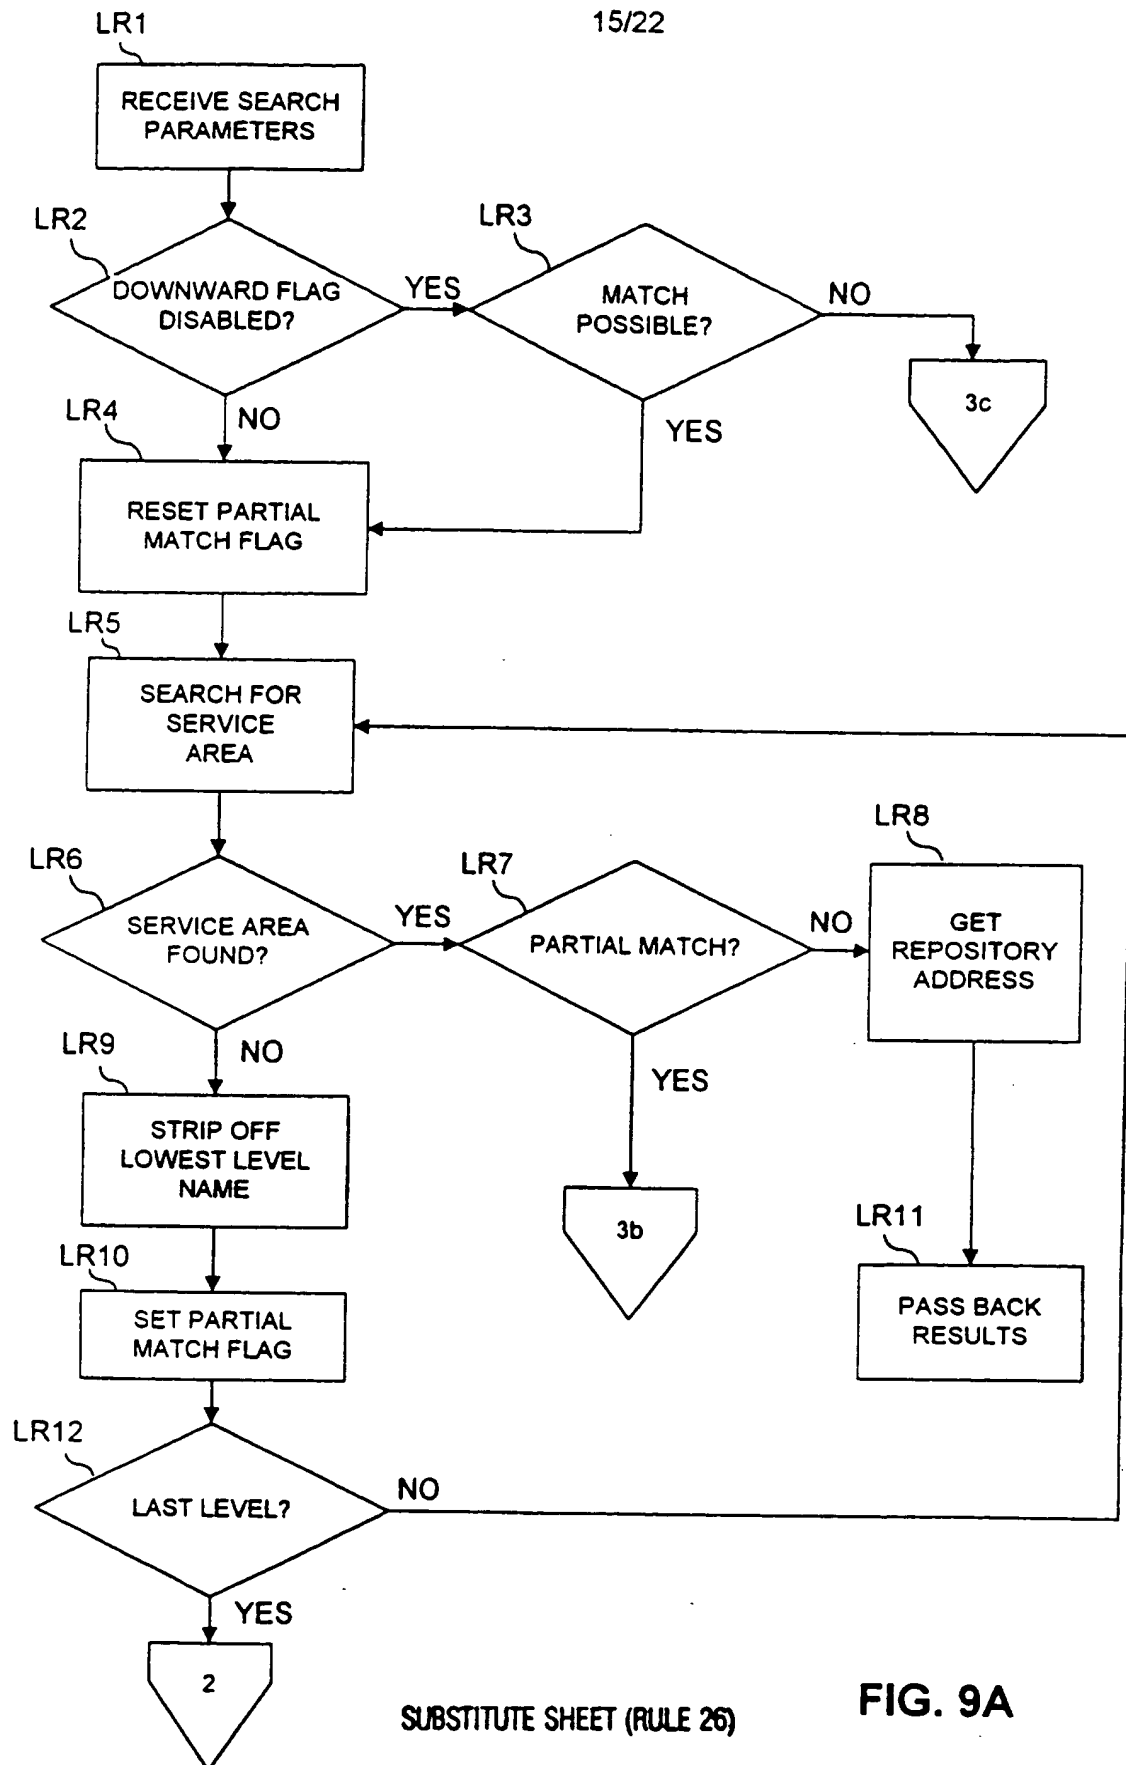 15/22
LR1
RECEIVE SEARCH
PARAMETERS
LR2
DOWNWARD FLAG
DISABLED?
YES
NO
LR3
MATCH
POSSIBLE?
NO
YES
3c
LR4
RESET PARTIAL
MATCH FLAG
LR5
SEARCH FOR
SERVICE
AREA
LR6
SERVICE AREA
FOUND?
YES
NO
LR7
PARTIAL MATCH?
NO
YES
LR8
GET
REPOSITORY
ADDRESS
3b
LR9
STRIP OFF
LOWEST LEVEL
NAME
LR10
SET PARTIAL
MATCH FLAG
LR11
PASS BACK
RESULTS
LR12
LAST LEVEL?
NO
YES
2
SUBSTITUTE SHEET (RULE 26)
FIG. 9A